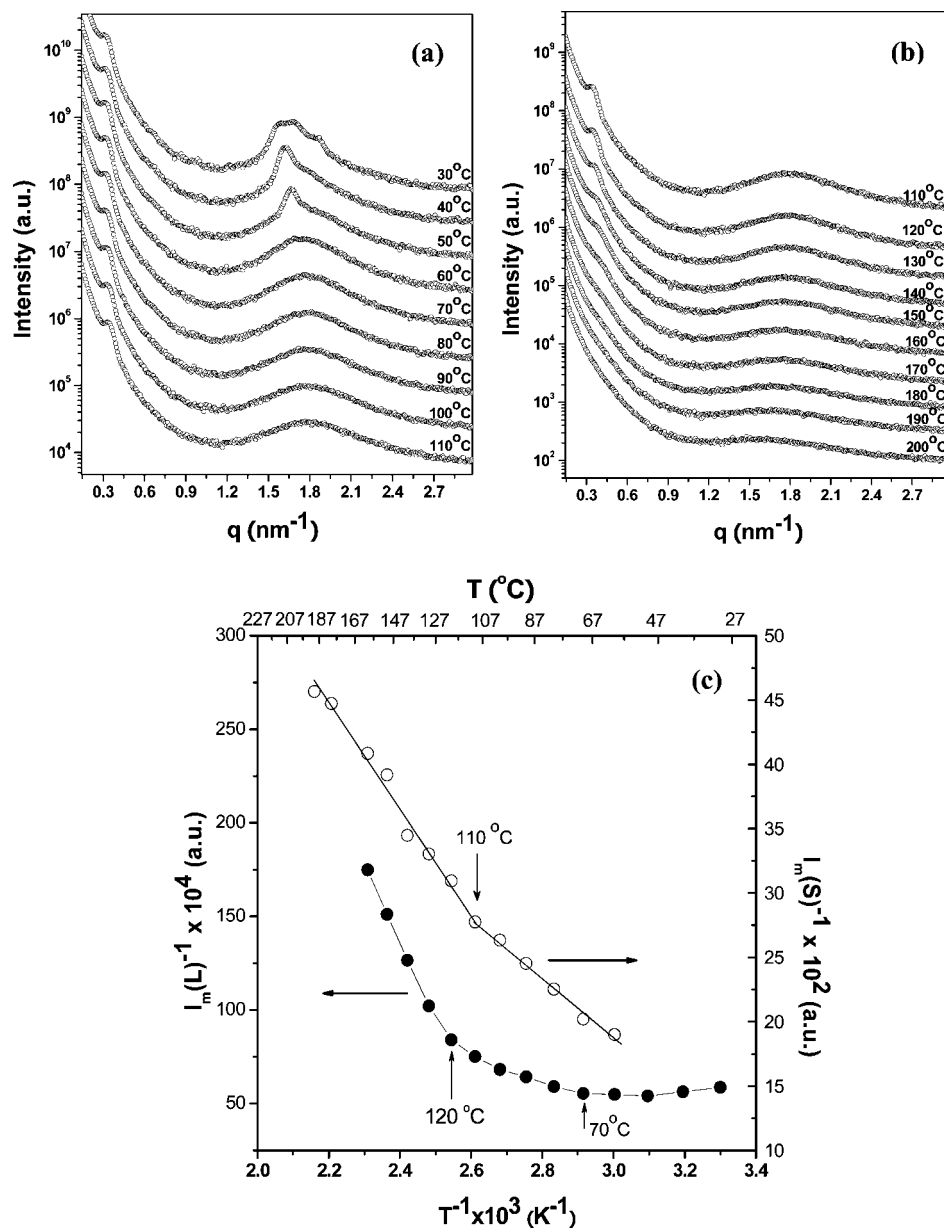 (a)
10^10
10^9
10^8
10^7
10^6
10^5
10^4
Intensity (a.u.)
30°C
40°C
50°C
60°C
70°C
80°C
90°C
100°C
110°C
0.3 0.6 0.9 1.2 1.5 1.8 2.1 2.4 2.7
q (nm^-1)
(b)
10^9
10^8
10^7
10^6
10^5
10^4
10^3
10^2
Intensity (a.u.)
110°C
120°C
130°C
140°C
150°C
160°C
170°C
180°C
190°C
200°C
0.3 0.6 0.9 1.2 1.5 1.8 2.1 2.4 2.7
q (nm^-1)
T (°C)
227 207 187 167 147 127 107 87 67 47 27
(c)
300
250
200
150
100
50
I_m(L)^-1 x 10^4 (a.u.)
50
45
40
35
30
25
20
15
10
I_m(S)^-1 x 10^2 (a.u.)
110 °C
120 °C
70°C
2.0 2.2 2.4 2.6 2.8 3.0 3.2 3.4
T^-1x10^3 (K^-1)